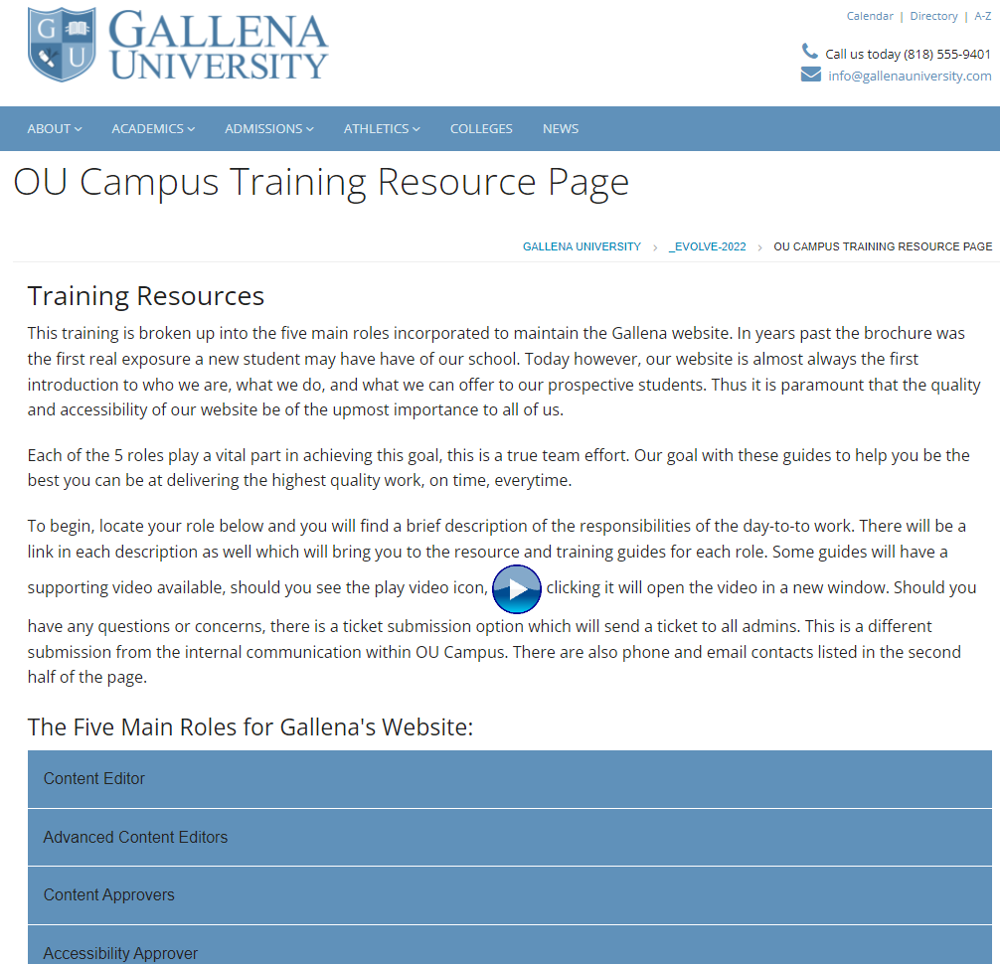 G
U
GALLENA
UNIVERSITY
Calendar | Directory | A-Z
Call us today (818) 555-9401
info@gallenauniversity.com
ABOUT ACADEMICS ADMISSIONS ATHLETICS COLLEGES NEWS
OU Campus Training Resource Page
GALLENA UNIVERSITY > _EVOLVE-2022 > OU CAMPUS TRAINING RESOURCE PAGE
Training Resources
This training is broken up into the five main roles incorporated to maintain the Gallena website. In years past the brochure was
the first real exposure a new student may have have of our school. Today however, our website is almost always the first
introduction to who we are, what we do, and what we can offer to our prospective students. Thus it is paramount that the quality
and accessibility of our website be of the upmost importance to all of us.
Each of the 5 roles play a vital part in achieving this goal, this is a true team effort. Our goal with these guides to help you be the
best you can be at delivering the highest quality work, on time, everytime.
To begin, locate your role below and you will find a brief description of the responsibilities of the day-to-to work. There will be a
link in each description as well which will bring you to the resource and training guides for each role. Some guides will have a
supporting video available, should you see the play video icon, clicking it will open the video in a new window. Should you
have any questions or concerns, there is a ticket submission option which will send a ticket to all admins. This is a different
submission from the internal communication within OU Campus. There are also phone and email contacts listed in the second
half of the page.
The Five Main Roles for Gallena's Website:
Content Editor
Advanced Content Editors
Content Approvers
Accessibility Approver